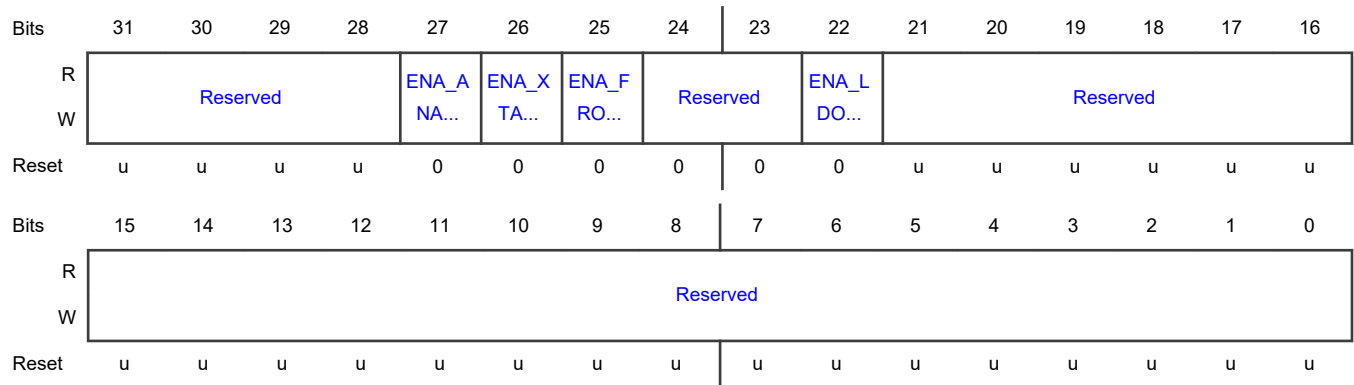 Bits 31 30 29 28 27 26 25 24 23 22 21 20 19 18 17 16
R
Reserved ENA_A ENA_X ENA_F Reserved ENA_L Reserved
NA... TA... RO... DO...
W
Reset u u u u 0 0 0 0 0 0 u u u u u u
Bits 15 14 13 12 11 10 9 8 7 6 5 4 3 2 1 0
R
Reserved
W
Reset u u u u u u u u u u u u u u u u